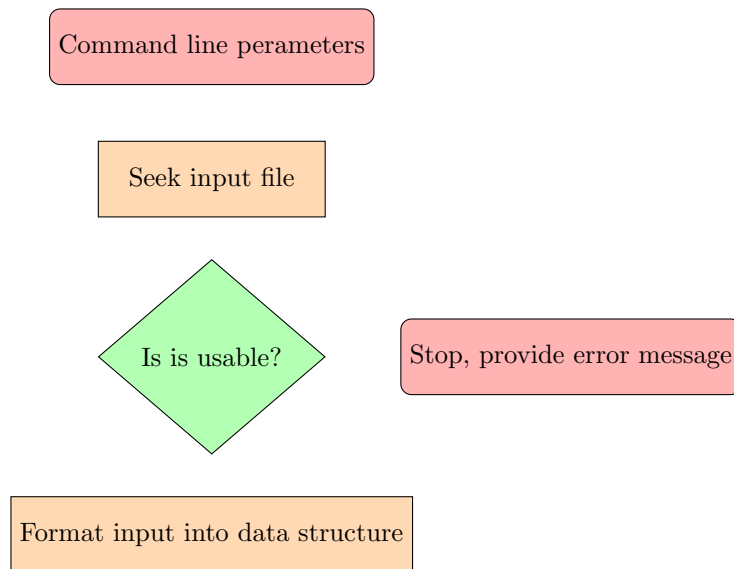 Command line perameters
Seek input file
Is is usable?
Stop, provide error message
Format input into data structure